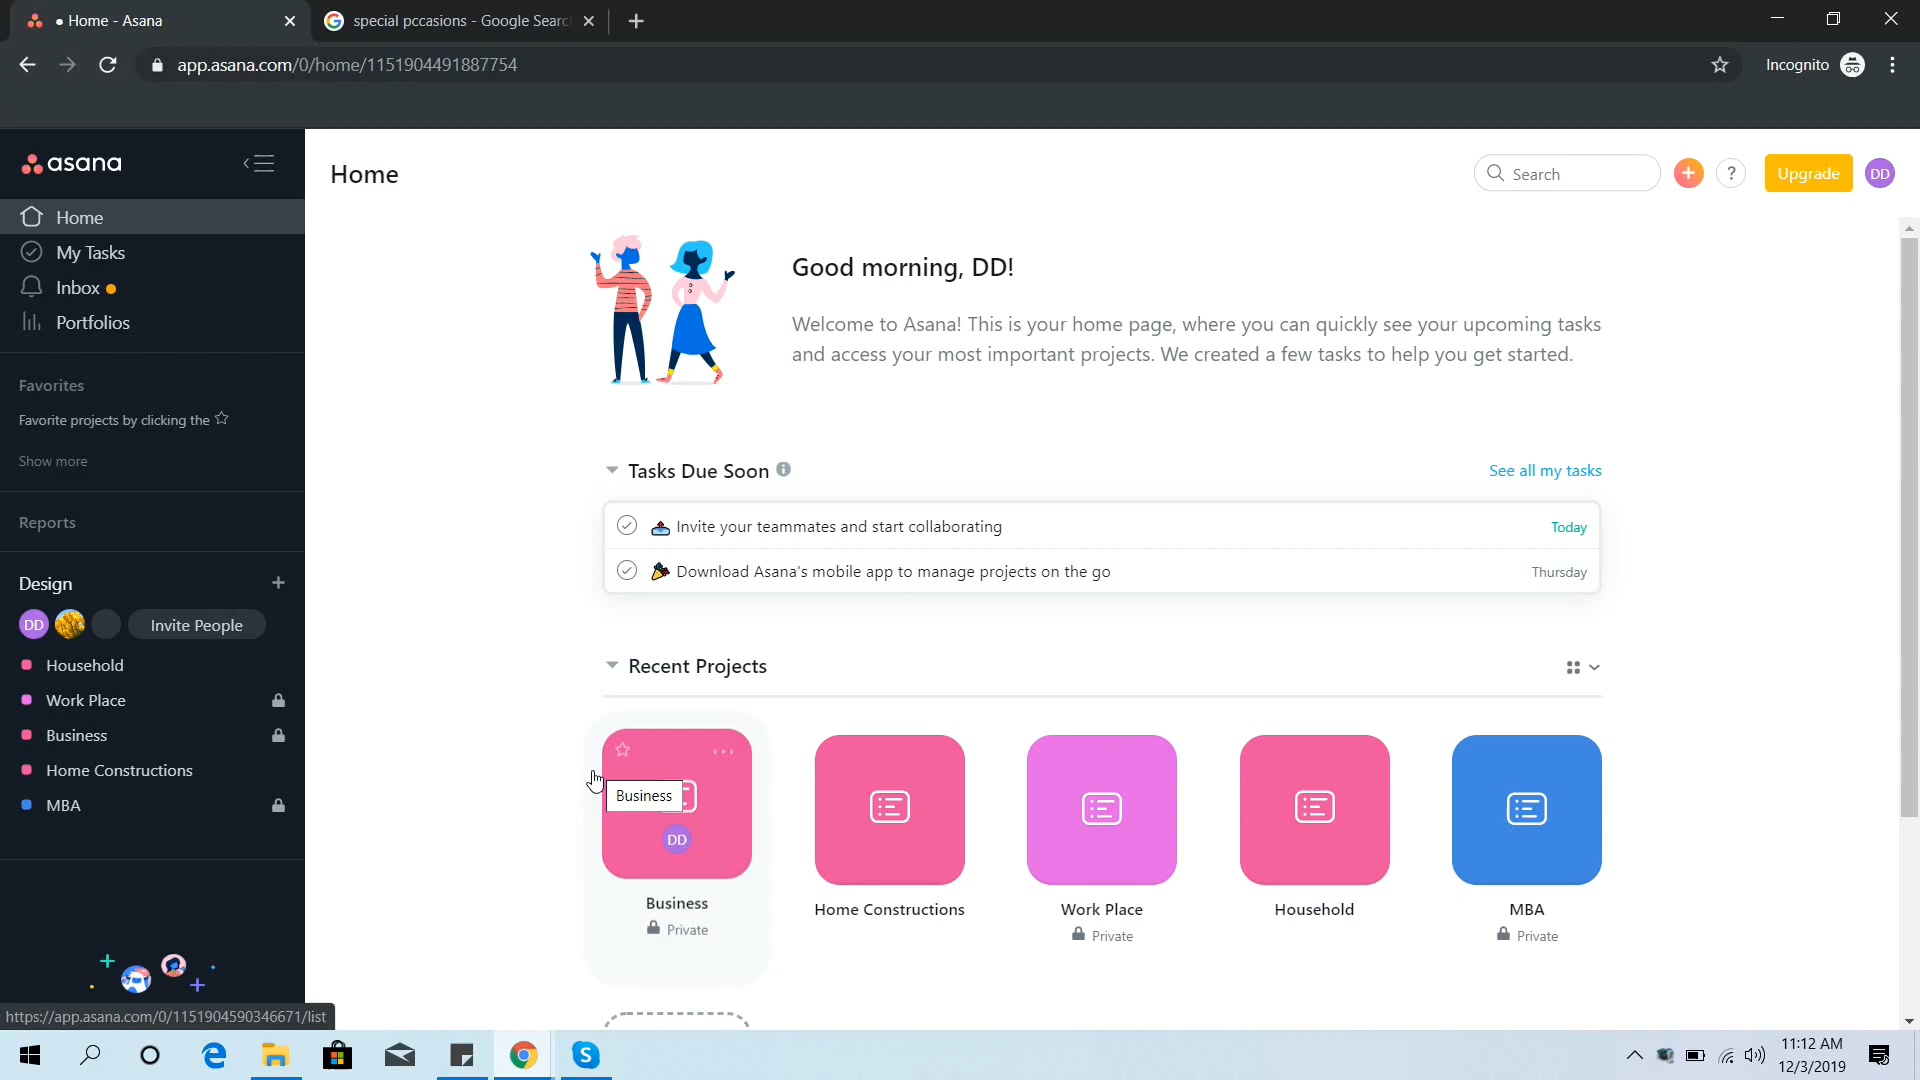 • Home - Asana
special pccasions - Google Searc
app.asana.com/0/home/1151904491887754
Incognito
asana
Home
My Tasks
Inbox
Portfolios
Favorites
Favorite projects by clicking the
Show more
Reports
Design
DD
Invite People
Household
Work Place
Business
Home Constructions
MBA
https://app.asana.com/0/1151904590346671/list
Home
Search
?
Upgrade
DD
Good morning, DD!
Welcome to Asana! This is your home page, where you can quickly see your upcoming tasks
and access your most important projects. We created a few tasks to help you get started.
Tasks Due Soon
See all my tasks
Invite your teammates and start collaborating
Today
Download Asana's mobile app to manage projects on the go
Thursday
Recent Projects
Business
DD
Business
Private
Home Constructions
Work Place
Private
Household
MBA
Private
11:12 AM
12/3/2019